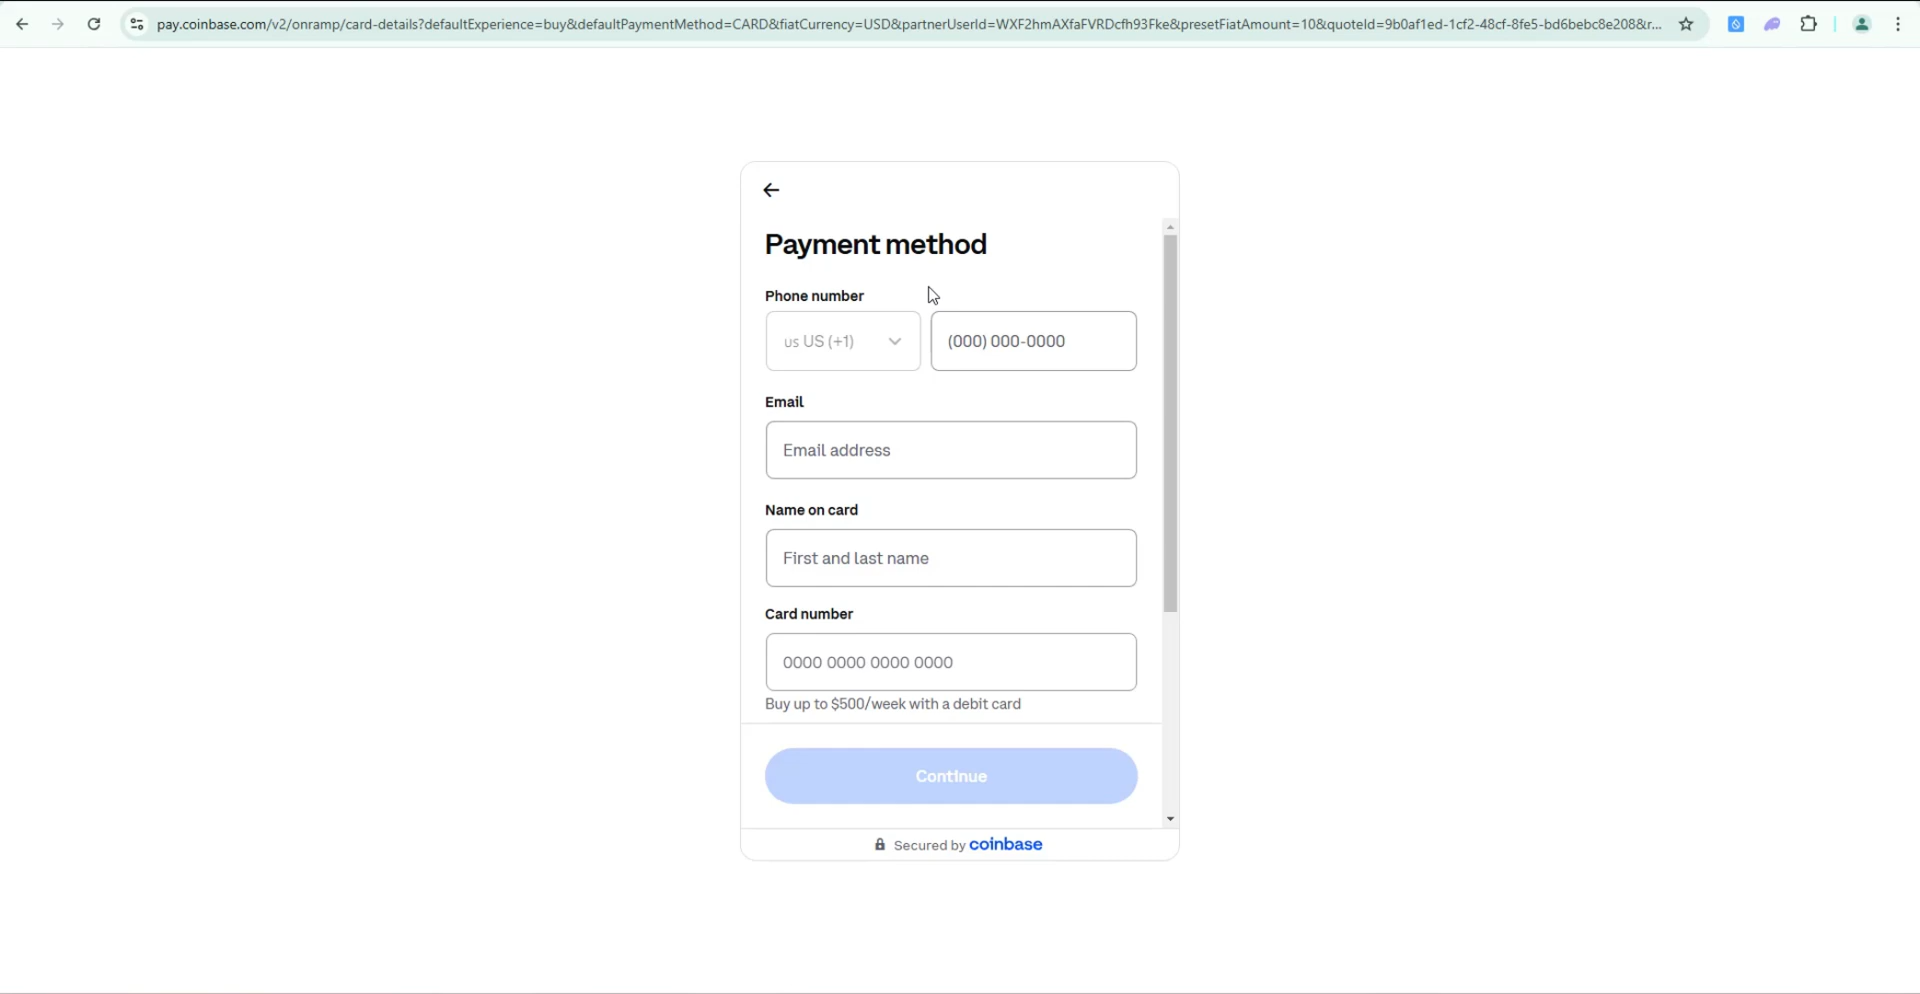 pay.coinbase.com/v2/onramp/card-details?defaultExperience=buy&defaultPaymentMethod=CARD&fiatCurrency=USD&partnerUserId=WXF2hmAXfaFVRDcfh93Fke&presetFiatAmount=10&quoteId=9b0af1ed-1cf2-48cf-8fe5-bd6bebc8e208&r...
Payment method
Phone number
us US (+1)
(000) 000-0000
Email
Email address
Name on card
First and last name
Card number
0000 0000 0000 0000
Buy up to $500/week with a debit card
Continue
Secured by coinbase